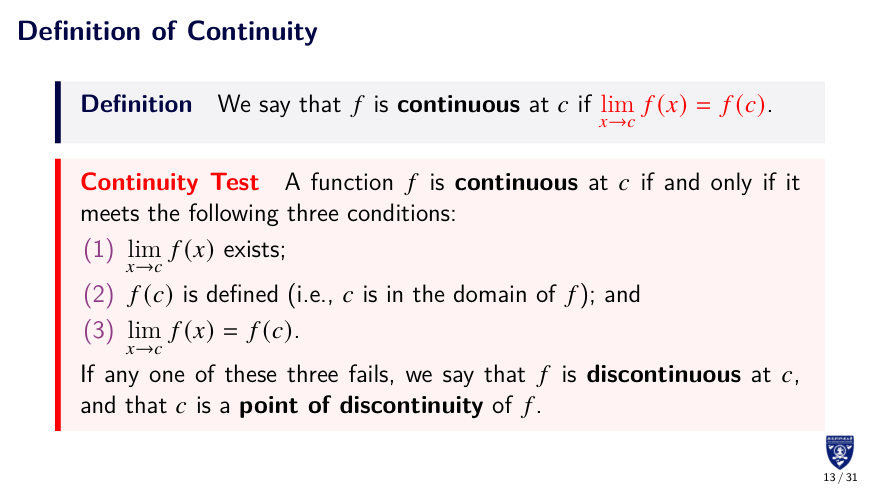 Definition of Continuity
Definition We say that f is continuous at c if lim x→c f(x) = f(c).
Continuity Test A function f is continuous at c if and only if it
meets the following three conditions:
(1) lim x→c f(x) exists;
(2) f(c) is defined (i.e., c is in the domain of f); and
(3) lim x→c f(x) = f(c).
If any one of these three fails, we say that f is discontinuous at c,
and that c is a point of discontinuity of f.
13 / 31